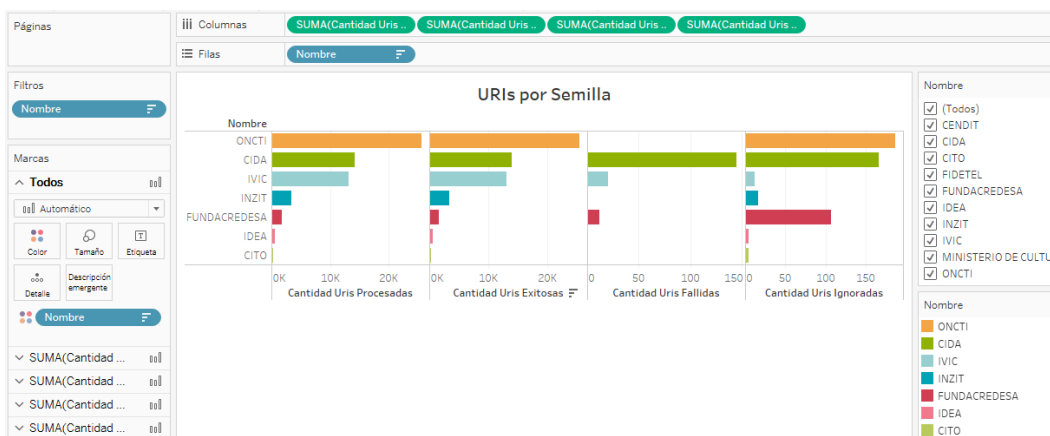 Páginas
Columnas
SUMA(Cantidad Uris .. SUMA(Cantidad Uris .. SUMA(Cantidad Uris .. SUMA(Cantidad Uris ..
Filas
Nombre
Filtros
Nombre
Marcas
Todos
Automático
Color Tamaño Etiqueta
Detalle Descripción
emergente
Nombre
SUMA(Cantidad ...
SUMA(Cantidad ...
SUMA(Cantidad ...
SUMA(Cantidad ...
URIs por Semilla
Nombre
ONCTI
CIDA
IVIC
INZIT
FUNDACREDESA
IDEA
CITO
0K 10K 20K 0K 10K 20K 0 50 100 150 0 50 100 150
Cantidad Uris Procesadas Cantidad Uris Exitosas Cantidad Uris Fallidas Cantidad Uris Ignoradas
Nombre
(Todos)
CENDIT
CIDA
CITO
FIDETEL
FUNDACREDESA
IDEA
INZIT
IVIC
MINISTERIO DE CULTU
ONCTI
Nombre
ONCTI
CIDA
IVIC
INZIT
FUNDACREDESA
IDEA
CITO